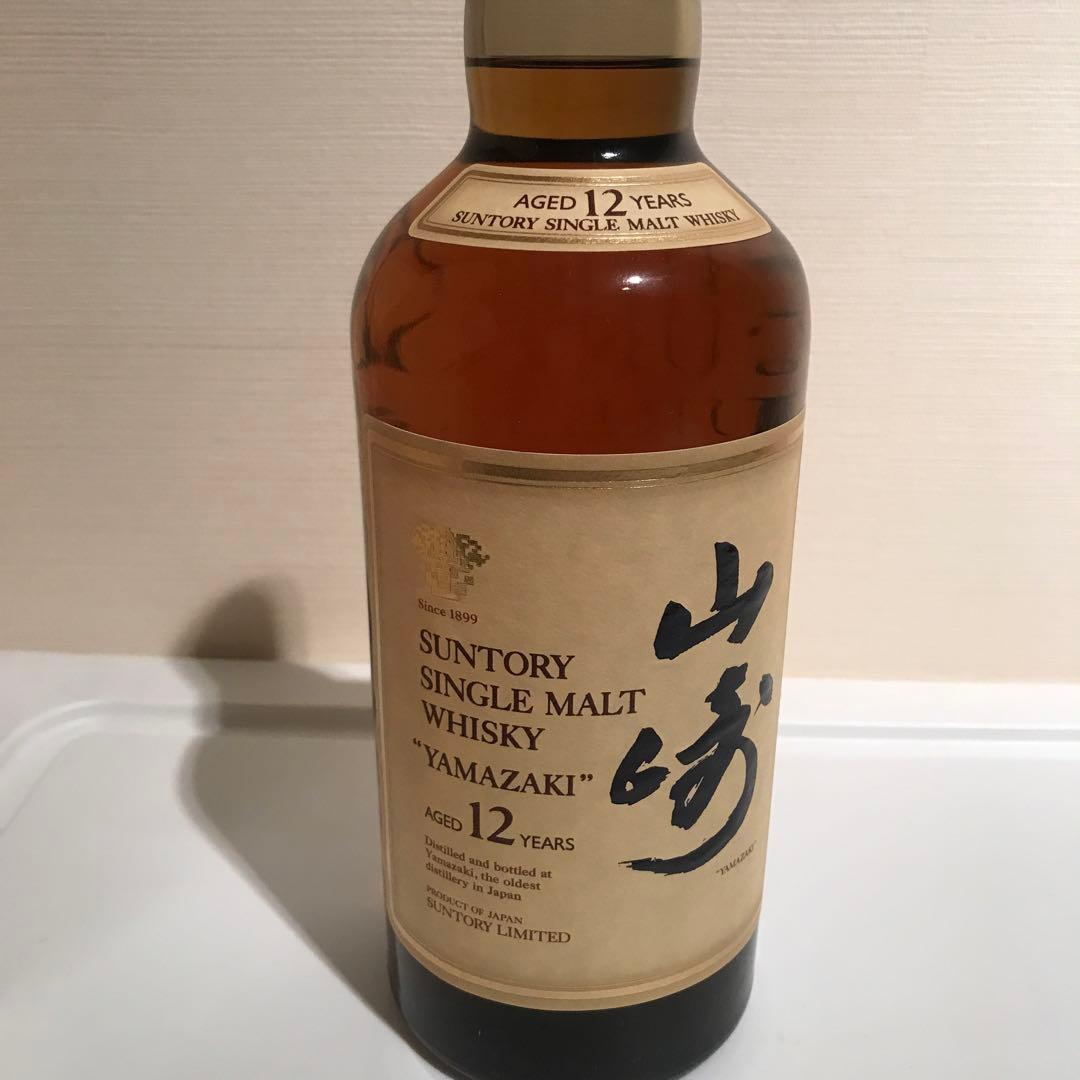 AGED 12 YEARS
SUNTORY SINGLE MALT WHISKY
Since 1899
SUNTORY
SINGLE MALT
WHISKY
“YAMAZAKI”
AGED 12 YEARS
Distilled and bottled at
Yamazaki, the oldest
distillery in Japan
PRODUCT OF JAPAN
SUNTORY LIMITED
山崎
“YAMAZAKI”